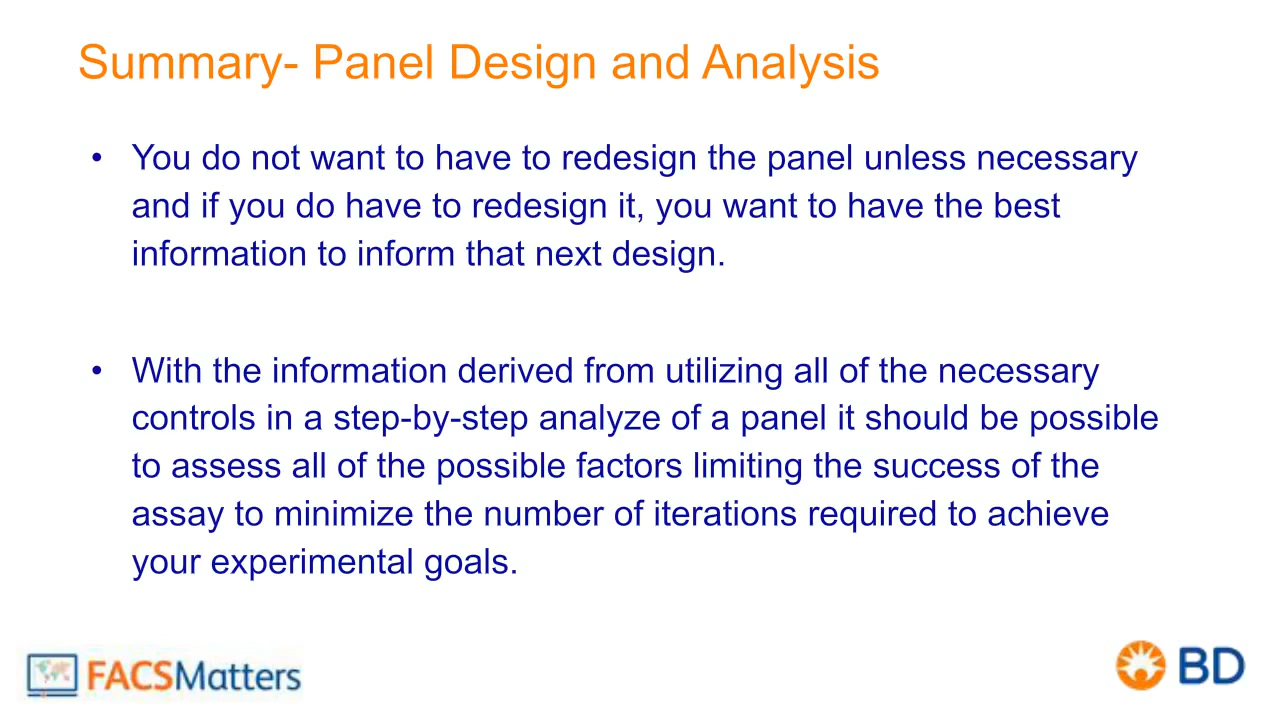 Summary- Panel Design and Analysis
• You do not want to have to redesign the panel unless necessary
and if you do have to redesign it, you want to have the best
information to inform that next design.
• With the information derived from utilizing all of the necessary
controls in a step-by-step analyze of a panel it should be possible
to assess all of the possible factors limiting the success of the
assay to minimize the number of iterations required to achieve
your experimental goals.
FACSMatters
BD